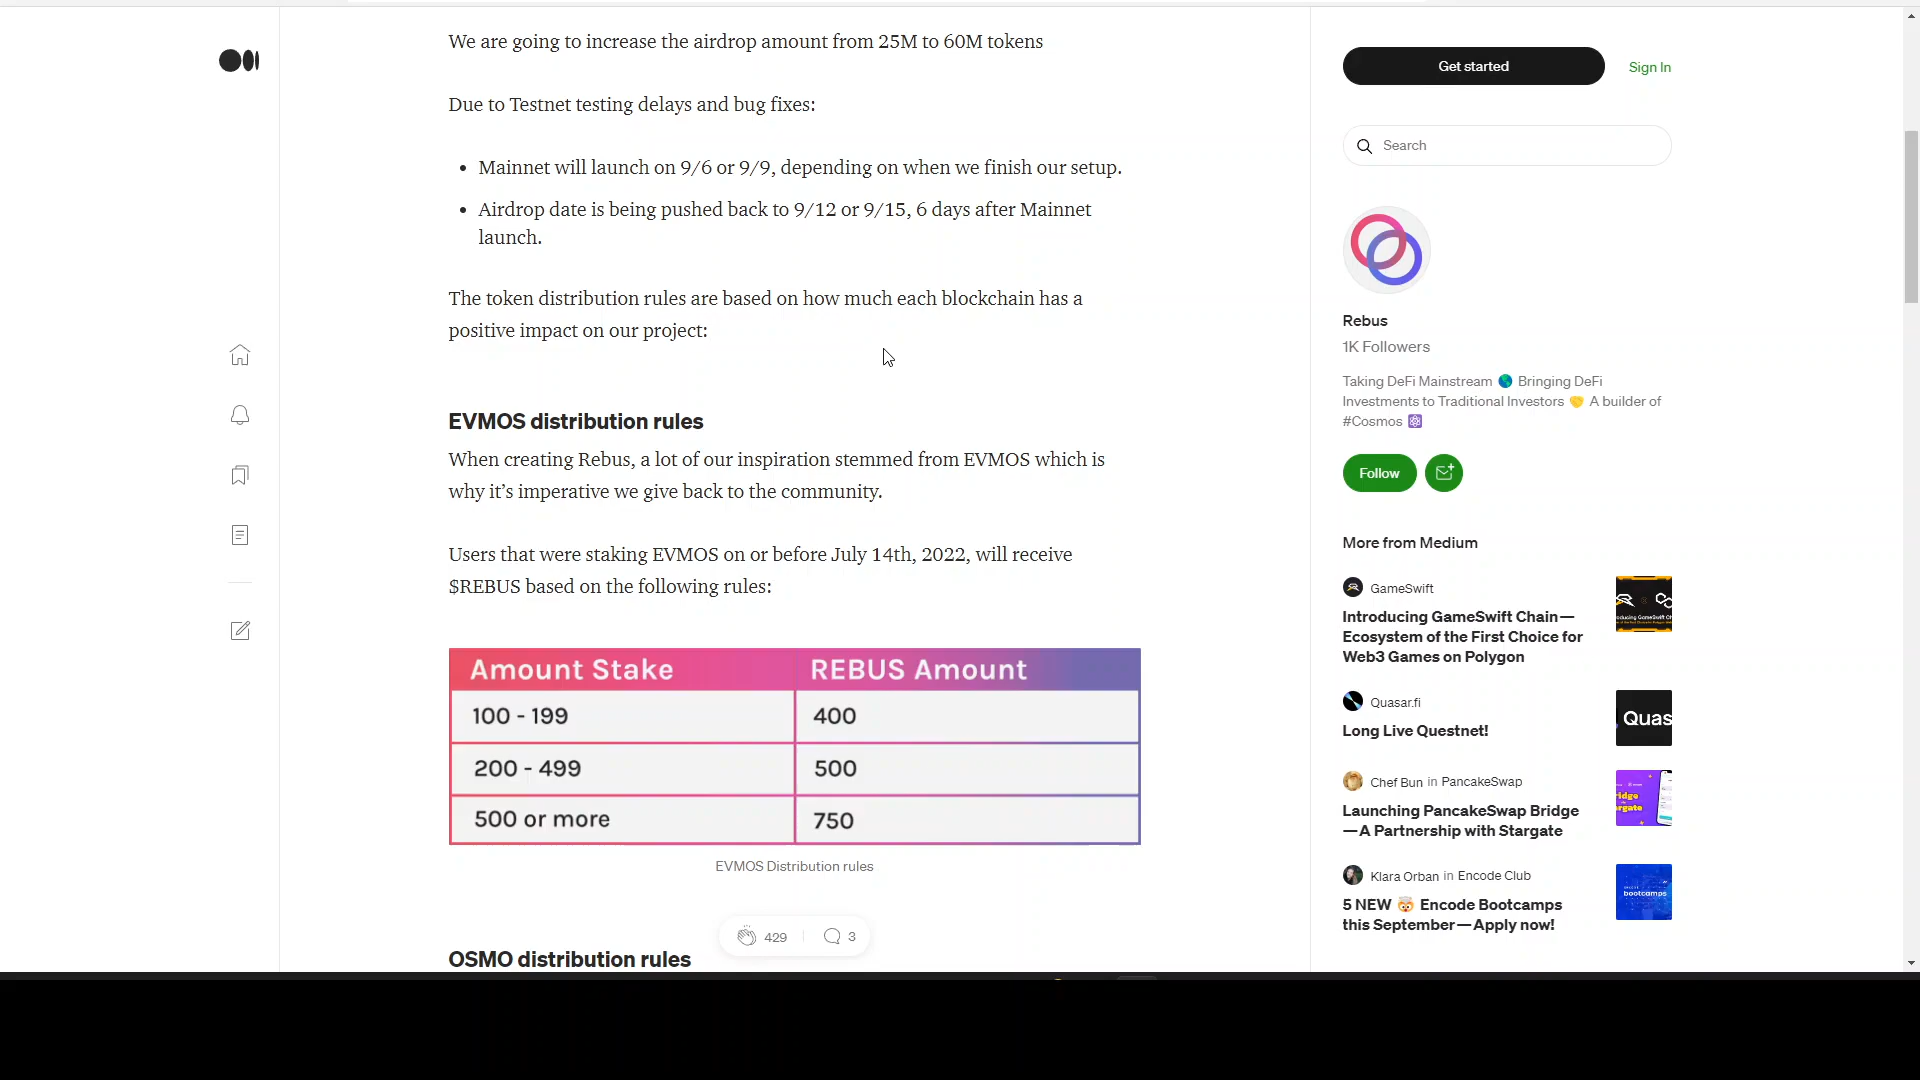 We are going to increase the airdrop amount from 25M to 60M tokens
Due to Testnet testing delays and bug fixes:
• Mainnet will launch on 9/6 or 9/9, depending on when we finish our setup.
• Airdrop date is being pushed back to 9/12 or 9/15, 6 days after Mainnet
launch.
The token distribution rules are based on how much each blockchain has a
positive impact on our project:
EVMOS distribution rules
When creating Rebus, a lot of our inspiration stemmed from EVMOS which is
why it’s imperative we give back to the community.
Users that were staking EVMOS on or before July 14th, 2022, will receive
$REBUS based on the following rules:
Amount Stake REBUS Amount
100 - 199 400
200 - 499 500
500 or more 750
EVMOS Distribution rules
429 3
OSMO distribution rules
Get started Sign In
Search
Rebus
1K Followers
Taking DeFi Mainstream 🌎 Bringing DeFi
Investments to Traditional Investors 🤝 A builder of
#Cosmos ⚛️
Follow
More from Medium
GameSwift
Introducing GameSwift Chain —
Ecosystem of the First Choice for
Web3 Games on Polygon
Quasar.fi
Long Live Questnet!
Quas
Chef Bun in PancakeSwap
Launching PancakeSwap Bridge
— A Partnership with Stargate
Klara Orban in Encode Club
5 NEW 🤯 Encode Bootcamps
this September — Apply now!
bootcamps